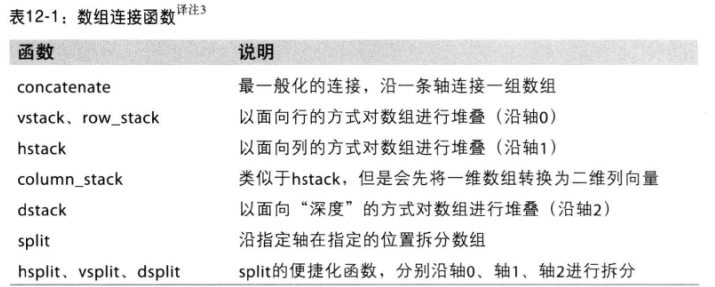 表12-1：数组连接函数译注3
函数 说明
concatenate 最一般化的连接，沿一条轴连接一组数组
vstack、row_stack 以面向行的方式对数组进行堆叠（沿轴0）
hstack 以面向列的方式对数组进行堆叠（沿轴1）
column_stack 类似于hstack，但是会先将一维数组转换为二维列向量
dstack 以面向“深度”的方式对数组进行堆叠（沿轴2）
split 沿指定轴在指定的位置拆分数组
hsplit、vsplit、dsplit split的便捷化函数，分别沿轴0、轴1、轴2进行拆分